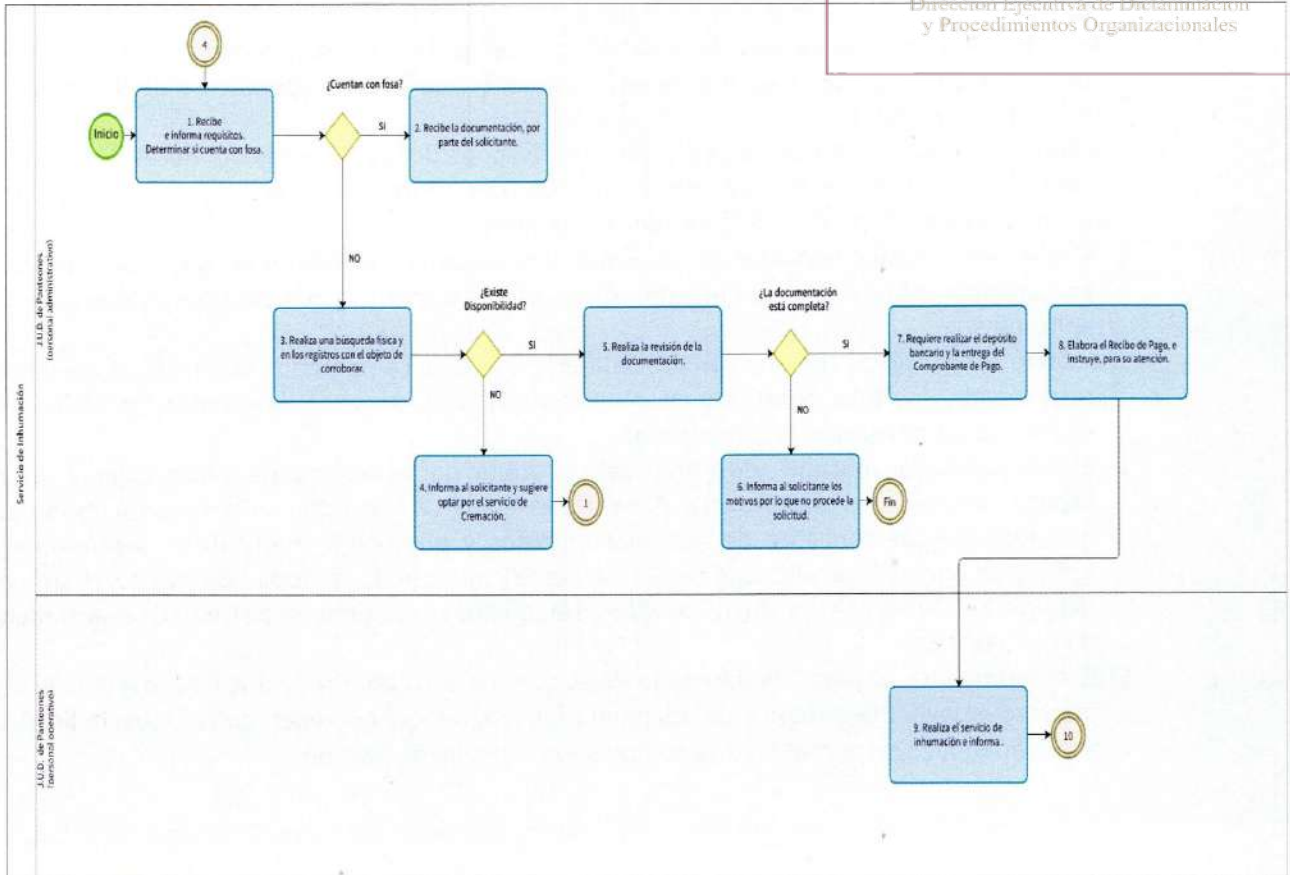 Dirección Ejecutiva de Dictaminación
y Procedimientos Organizacionales
4
¿Cuentan con fosa?
Inicio
1. Recibe
e informa requisitos.
Determinar si cuenta con fosa.
SI
2. Recibe la documentación, por
parte del solicitante.
NO
J.U.D. de Panteones
(personal administrativo)
¿Existe
Disponibilidad?
¿La documentación
está completa?
3. Realiza una búsqueda física y
en los registros con el objeto de
corroborar.
SI
5. Realiza la revisión de la
documentación.
SI
7. Requiere realizar el depósito
bancario y la entrega del
Comprobante de Pago.
8. Elabora el Recibo de Pago, e
instruye, para su atención.
NO
NO
Servicio de Inhumación
4. Informa al solicitante y sugiere
optar por el servicio de
Cremación.
1
6. Informa al solicitante los
motivos por lo que no procede la
solicitud.
Fin
J.U.D. de Panteones
(personal operativo)
9. Realiza el servicio de
inhumación e informa.
10